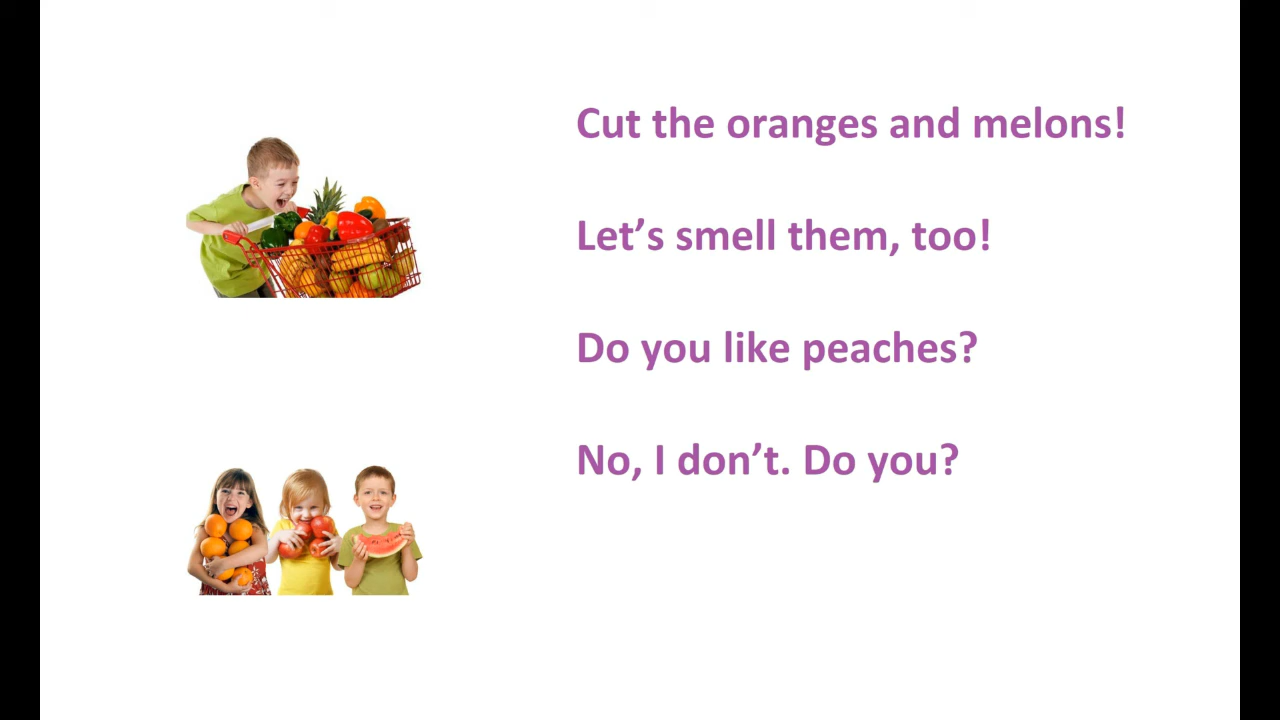 Cut the oranges and melons!
Let’s smell them, too!
Do you like peaches?
No, I don’t. Do you?